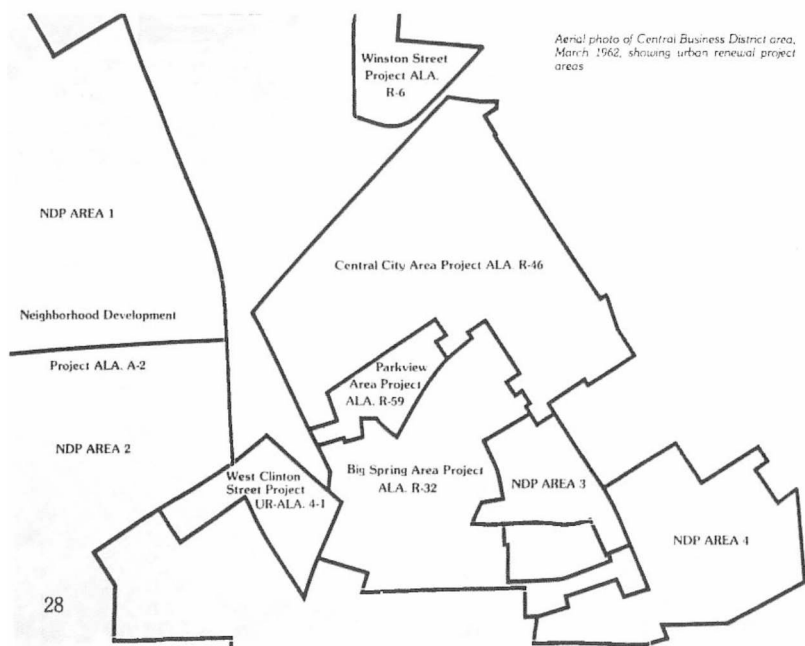 Aerial photo of Central Business District area,
March 1962, showing urban renewal project
areas
Winston Street
Project ALA.
R-6
NDP AREA 1
Central City Area Project ALA. R-46
Neighborhood Development
Project ALA. A-2
Parkview
Area Project
ALA. R-59
NDP AREA 2
West Clinton
Street Project
UR-ALA. 4-1
Big Spring Area Project
ALA. R-32
NDP AREA 3
NDP AREA 4
28